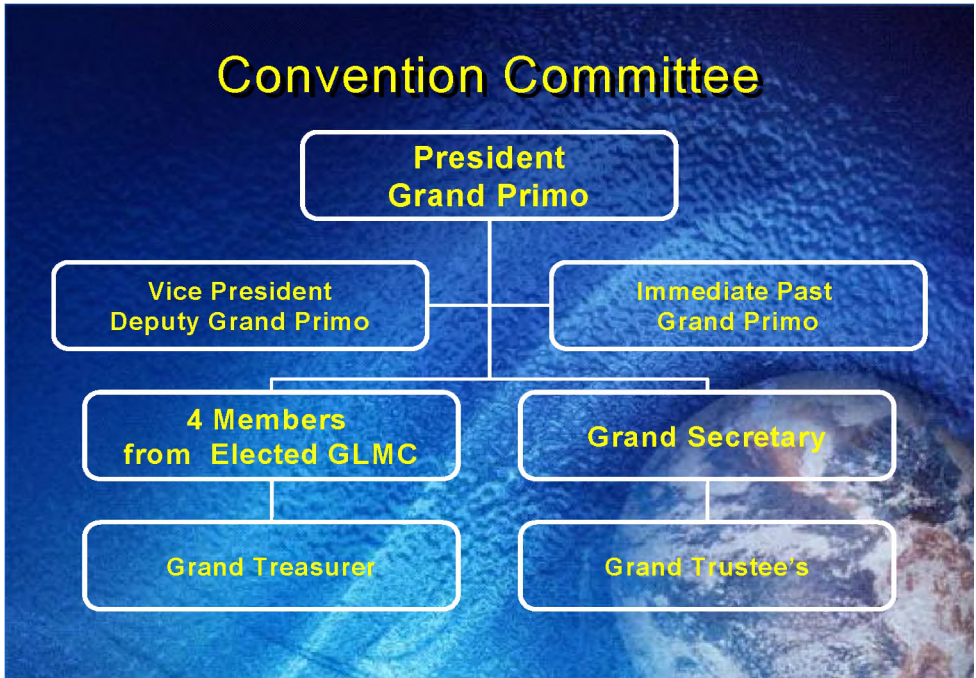 Convention Committee
President
Grand Primo
Vice President
Deputy Grand Primo
Immediate Past
Grand Primo
4 Members
from Elected GLMC
Grand Secretary
Grand Treasurer
Grand Trustee's